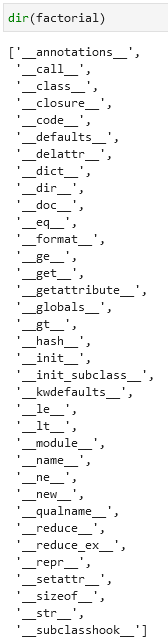 dir(factorial)
['__annotations__',
'__call__',
'__class__',
'__closure__',
'__code__',
'__defaults__',
'__delattr__',
'__dict__',
'__dir__',
'__doc__',
'__eq__',
'__format__',
'__ge__',
'__get__',
'__getattribute__',
'__globals__',
'__gt__',
'__hash__',
'__init__',
'__init_subclass__',
'__kwdefaults__',
'__le__',
'__lt__',
'__module__',
'__name__',
'__ne__',
'__new__',
'__qualname__',
'__reduce__',
'__reduce_ex__',
'__repr__',
'__setattr__',
'__sizeof__',
'__str__',
'__subclasshook__']